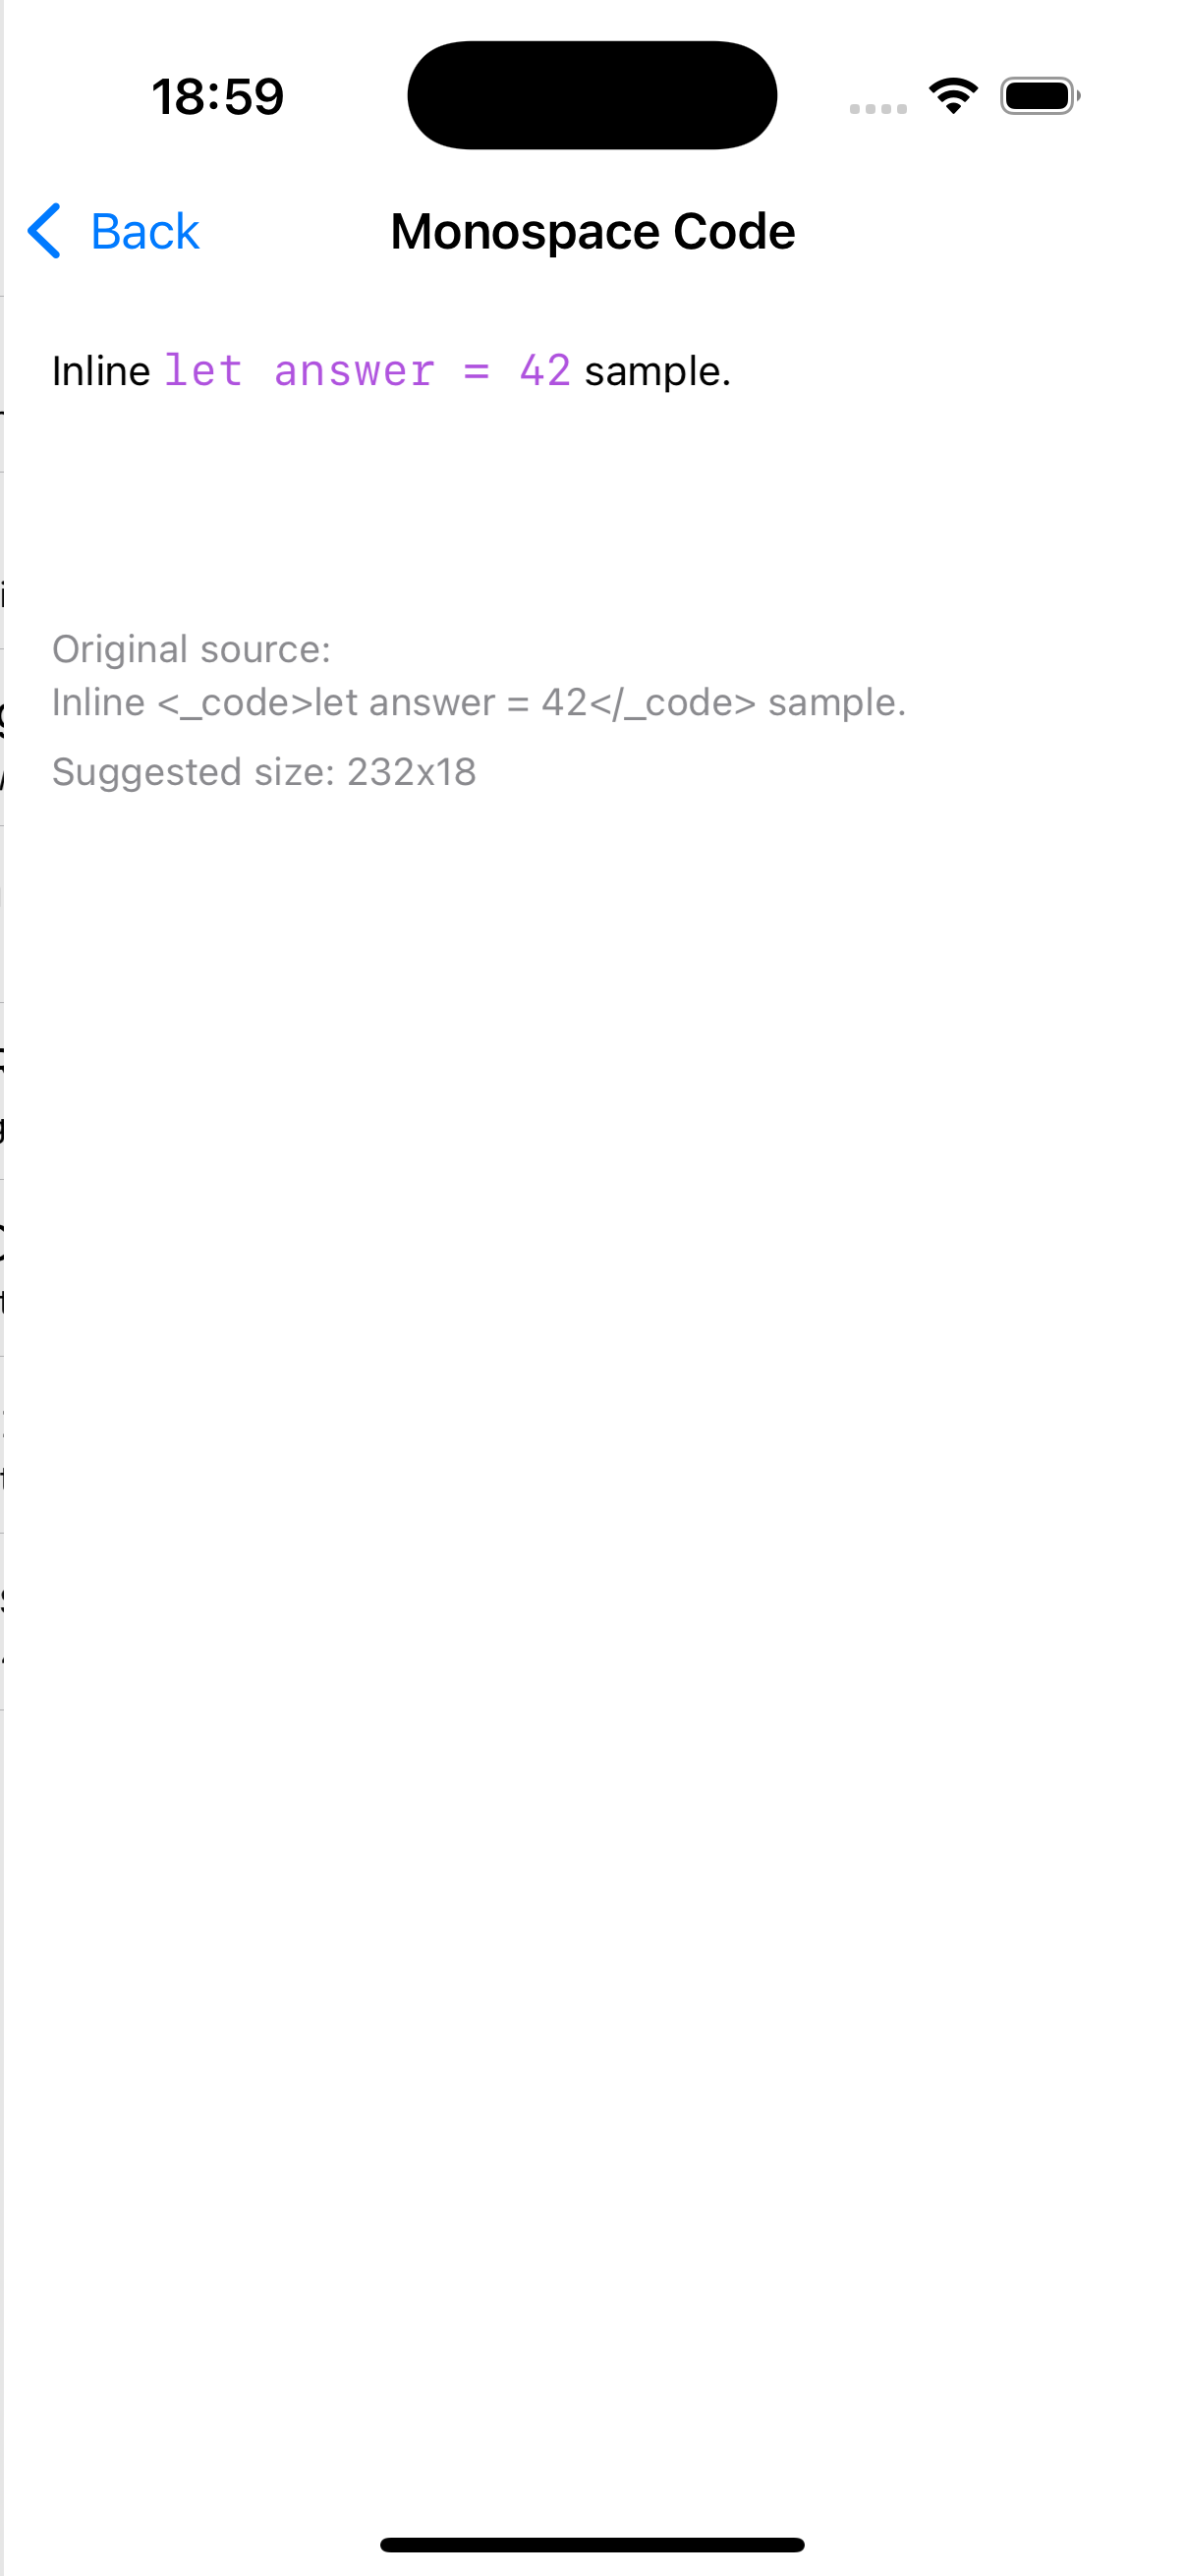 18:59
Back
Monospace Code
Inline let answer = 42 sample.
Original source:
Inline <_code>let answer = 42</_code> sample.
Suggested size: 232x18